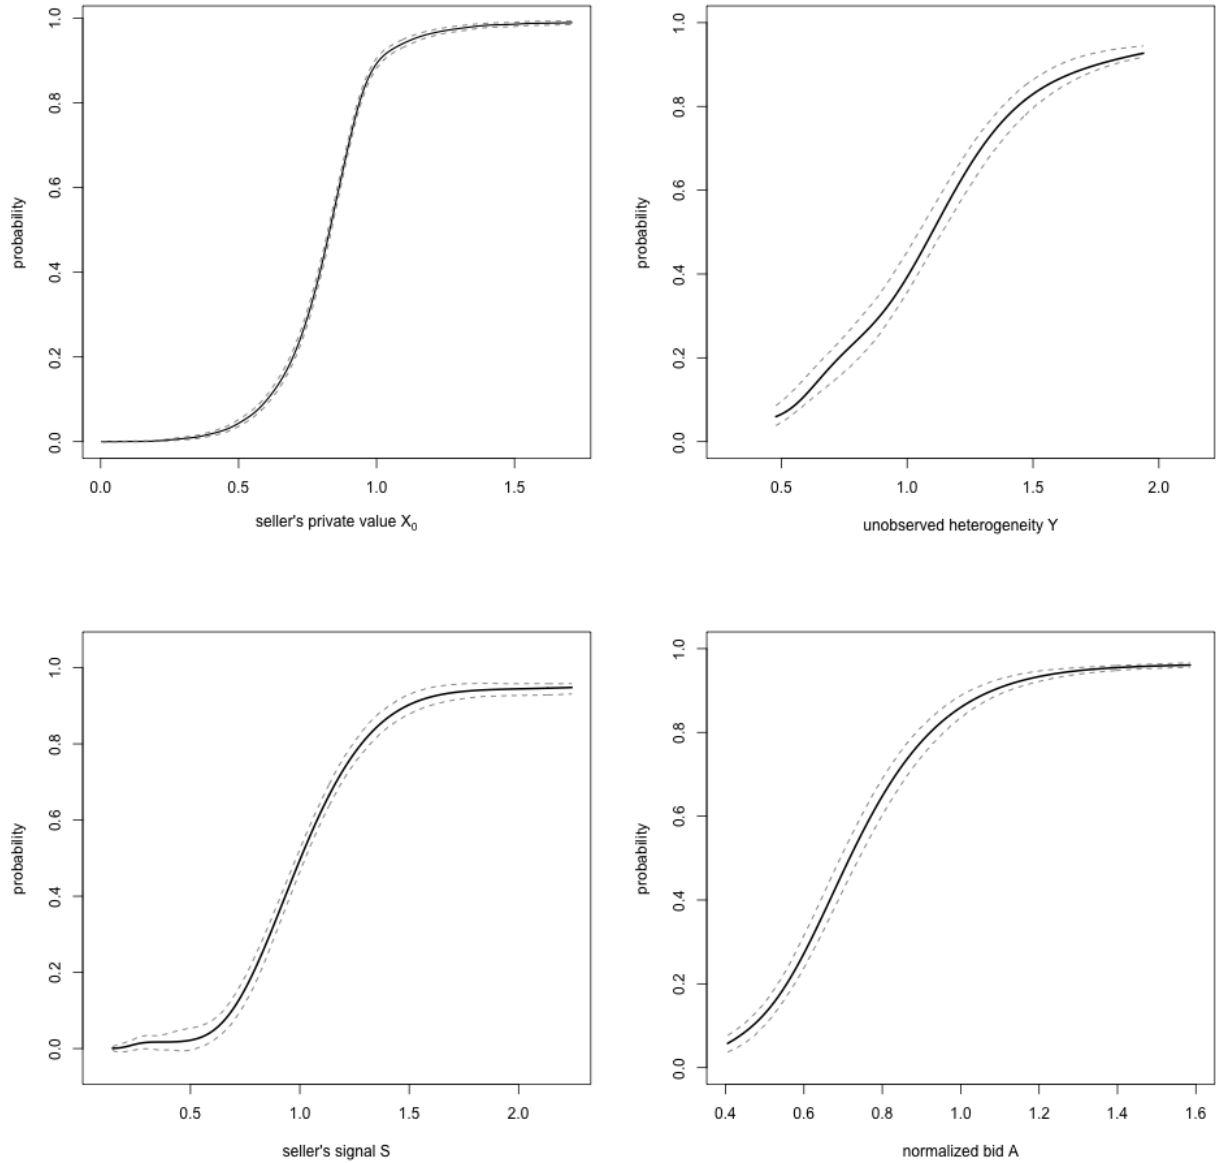 probability
1.0
0.8
0.6
0.4
0.2
0.0
0.0 0.5 1.0 1.5
seller's private value X₀
probability
1.0
0.8
0.6
0.4
0.2
0.0
0.5 1.0 1.5 2.0
unobserved heterogeneity Y
probability
1.0
0.8
0.6
0.4
0.2
0.0
0.5 1.0 1.5 2.0
seller's signal S
probability
1.0
0.8
0.6
0.4
0.2
0.0
0.4 0.6 0.8 1.0 1.2 1.4 1.6
normalized bid A